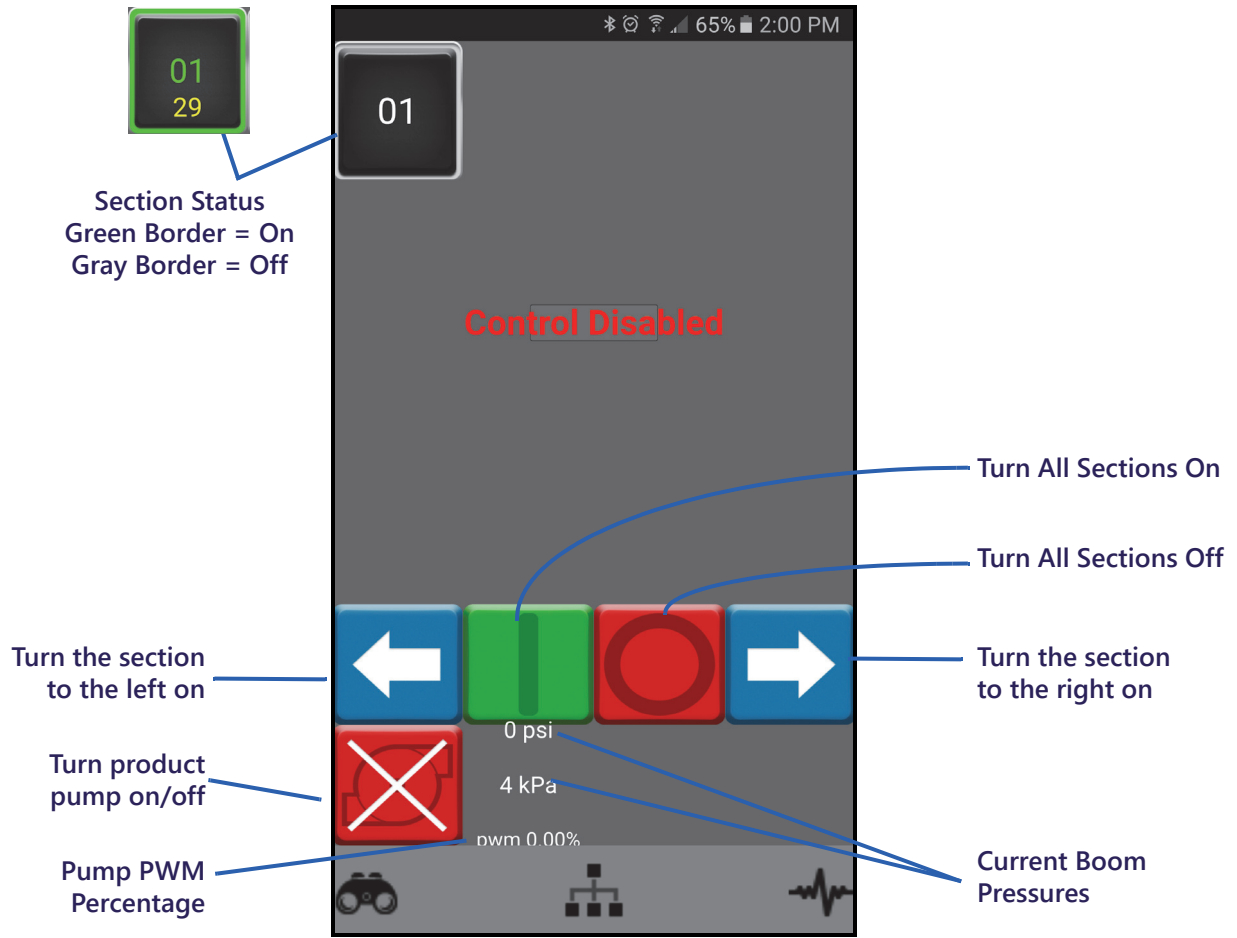 65% 2:00 PM
01
29
01
Section Status
Green Border = On
Gray Border = Off
Control Disabled
Turn All Sections On
Turn All Sections Off
Turn the section
to the left on
Turn the section
to the right on
0 psi
Turn product
pump on/off
4 kPa
pwm 0.00%
Pump PWM
Percentage
Current Boom
Pressures